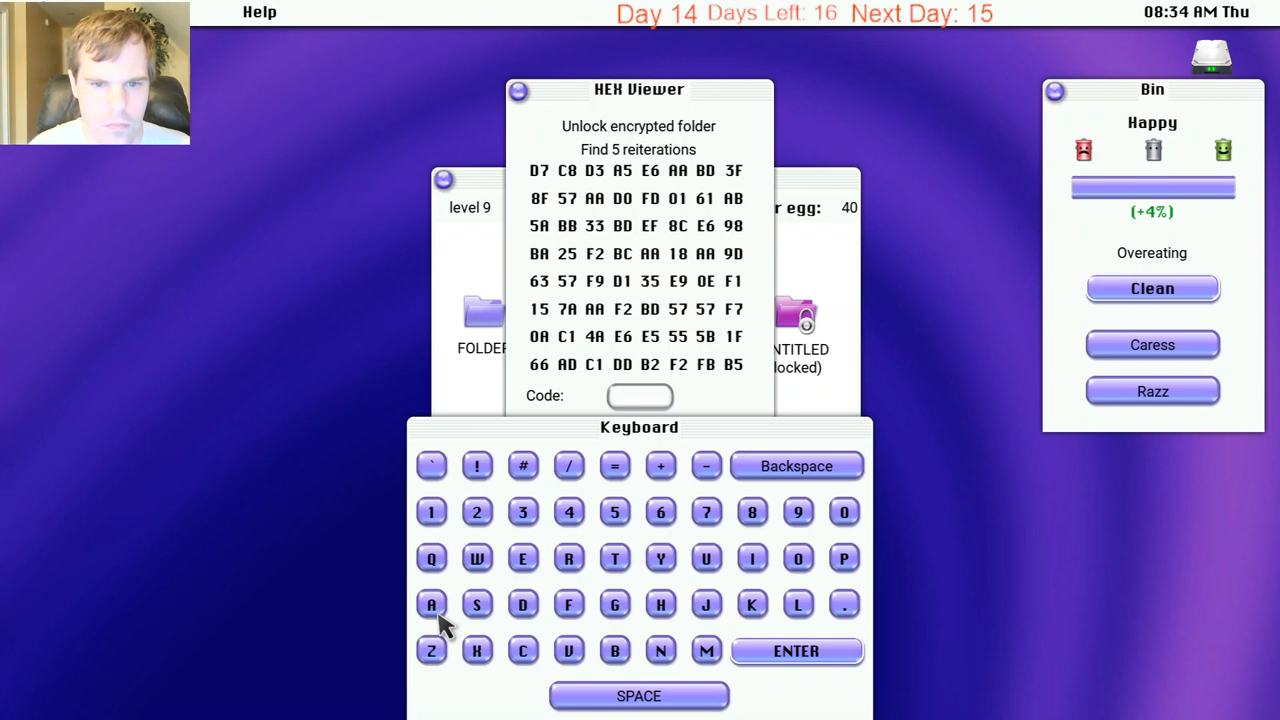 Help
Day 14 Days Left: 16 Next Day: 15
08:34 AM Thu
HEX Viewer
Unlock encrypted folder
Find 5 reiterations
D7 C8 D3 A5 E6 AA BD 3F
8F 57 AA D0 FD 01 61 AB
5A BB 33 BD EF 8C E6 98
BA 25 F2 BC AA 18 AA 9D
63 57 F9 D1 35 E9 0E F1
15 7A AA F2 BD 57 57 F7
0A C1 4A E6 E5 55 5B 1F
66 AD C1 DD B2 F2 FB B5
Code:
level 9
r egg: 40
FOLDER
NTITLED
locked)
Bin
Happy
(+4%)
Overeating
Clean
Caress
Razz
Keyboard
` ! # / = + - Backspace
1 2 3 4 5 6 7 8 9 0
Q W E R T Y U I O P
A S D F G H J K L .
Z X C V B N M ENTER
SPACE